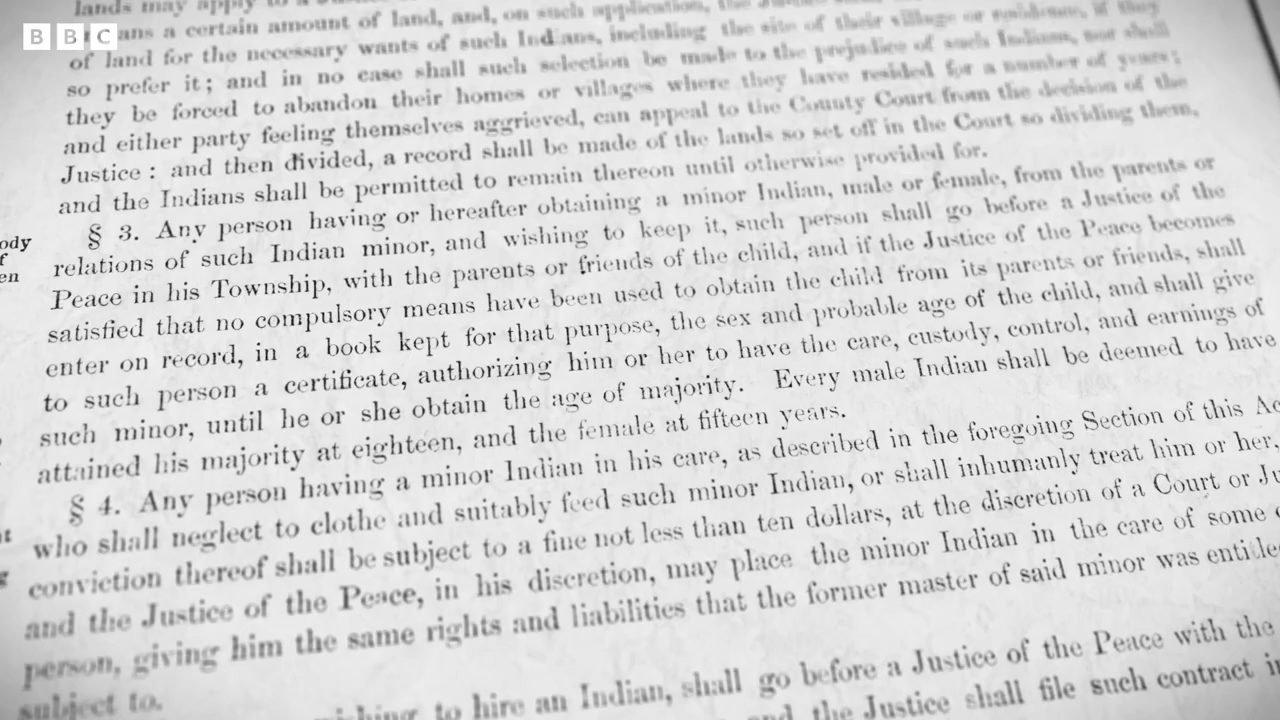 BBC
lands may apply to a
ans a certain amount of land, and, on such application, the
of land for the necessary wants of such Indians, including the site of their village or residence, if they
so prefer it; and in no case shall such selection be made to the prejudice of such Indians, nor shall
they be forced to abandon their homes or villages where they have resided for a number of years;
and either party feeling themselves aggrieved, can appeal to the County Court from the decision of the
Justice: and then divided, a record shall be made of the lands so set off in the Court so dividing them,
and the Indians shall be permitted to remain thereon until otherwise provided for.
§ 3. Any person having or hereafter obtaining a minor Indian, male or female, from the parents or
ody
relations of such Indian minor, and wishing to keep it, such person shall go before a Justice of the
f
en
Peace in his Township, with the parents or friends of the child, and if the Justice of the Peace becomes
satisfied that no compulsory means have been used to obtain the child from its parents or friends, shall
enter on record, in a book kept for that purpose, the sex and probable age of the child, and shall give
to such person a certificate, authorizing him or her to have the care, custody, control, and earnings of
such minor, until he or she obtain the age of majority. Every male Indian shall be deemed to have
attained his majority at eighteen, and the female at fifteen years.
§ 4. Any person having a minor Indian in his care, as described in the foregoing Section of this Ac
who shall neglect to clothe and suitably feed such minor Indian, or shall inhumanly treat him or her,
conviction thereof shall be subject to a fine not less than ten dollars, at the discretion of a Court or Ju
and the Justice of the Peace, in his discretion, may place the minor Indian in the care of some
person, giving him the same rights and liabilities that the former master of said minor was entitle
subject to.
to hire an Indian, shall go before a Justice of the Peace with the
the Justice shall file such contract in